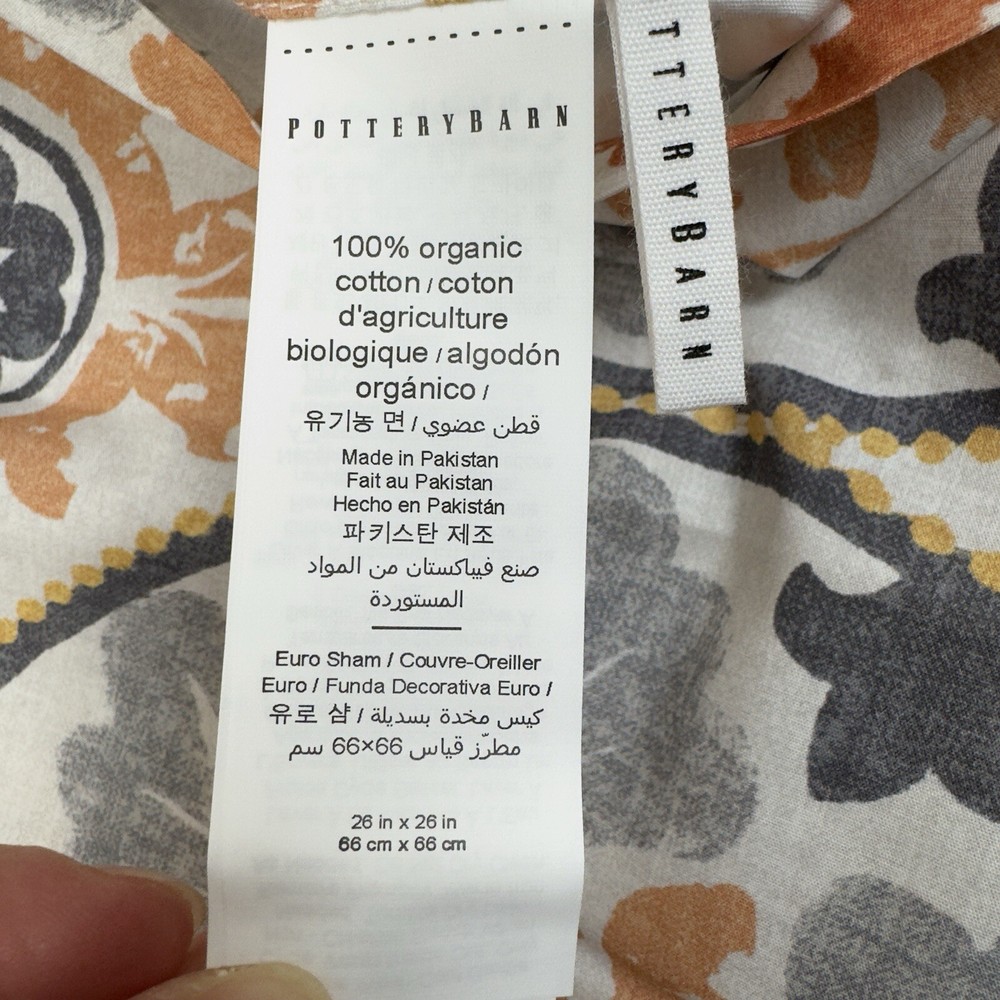 POTTERYBARN
100% organic
cotton / coton
d'agriculture
biologique / algodón
orgánico /
유기농 면 / قطن عضوي
Made in Pakistan
Fait au Pakistan
Hecho en Pakistán
파키스탄 제조
صنع فيباكستان من المواد
المستوردة
Euro Sham / Couvre-Oreiller
Euro / Funda Decorativa Euro /
유로 샴 / كيس مخدة بسديلة
مطرّز قياس 66×66 سم
26 in x 26 in
66 cm x 66 cm
TTERYBARN